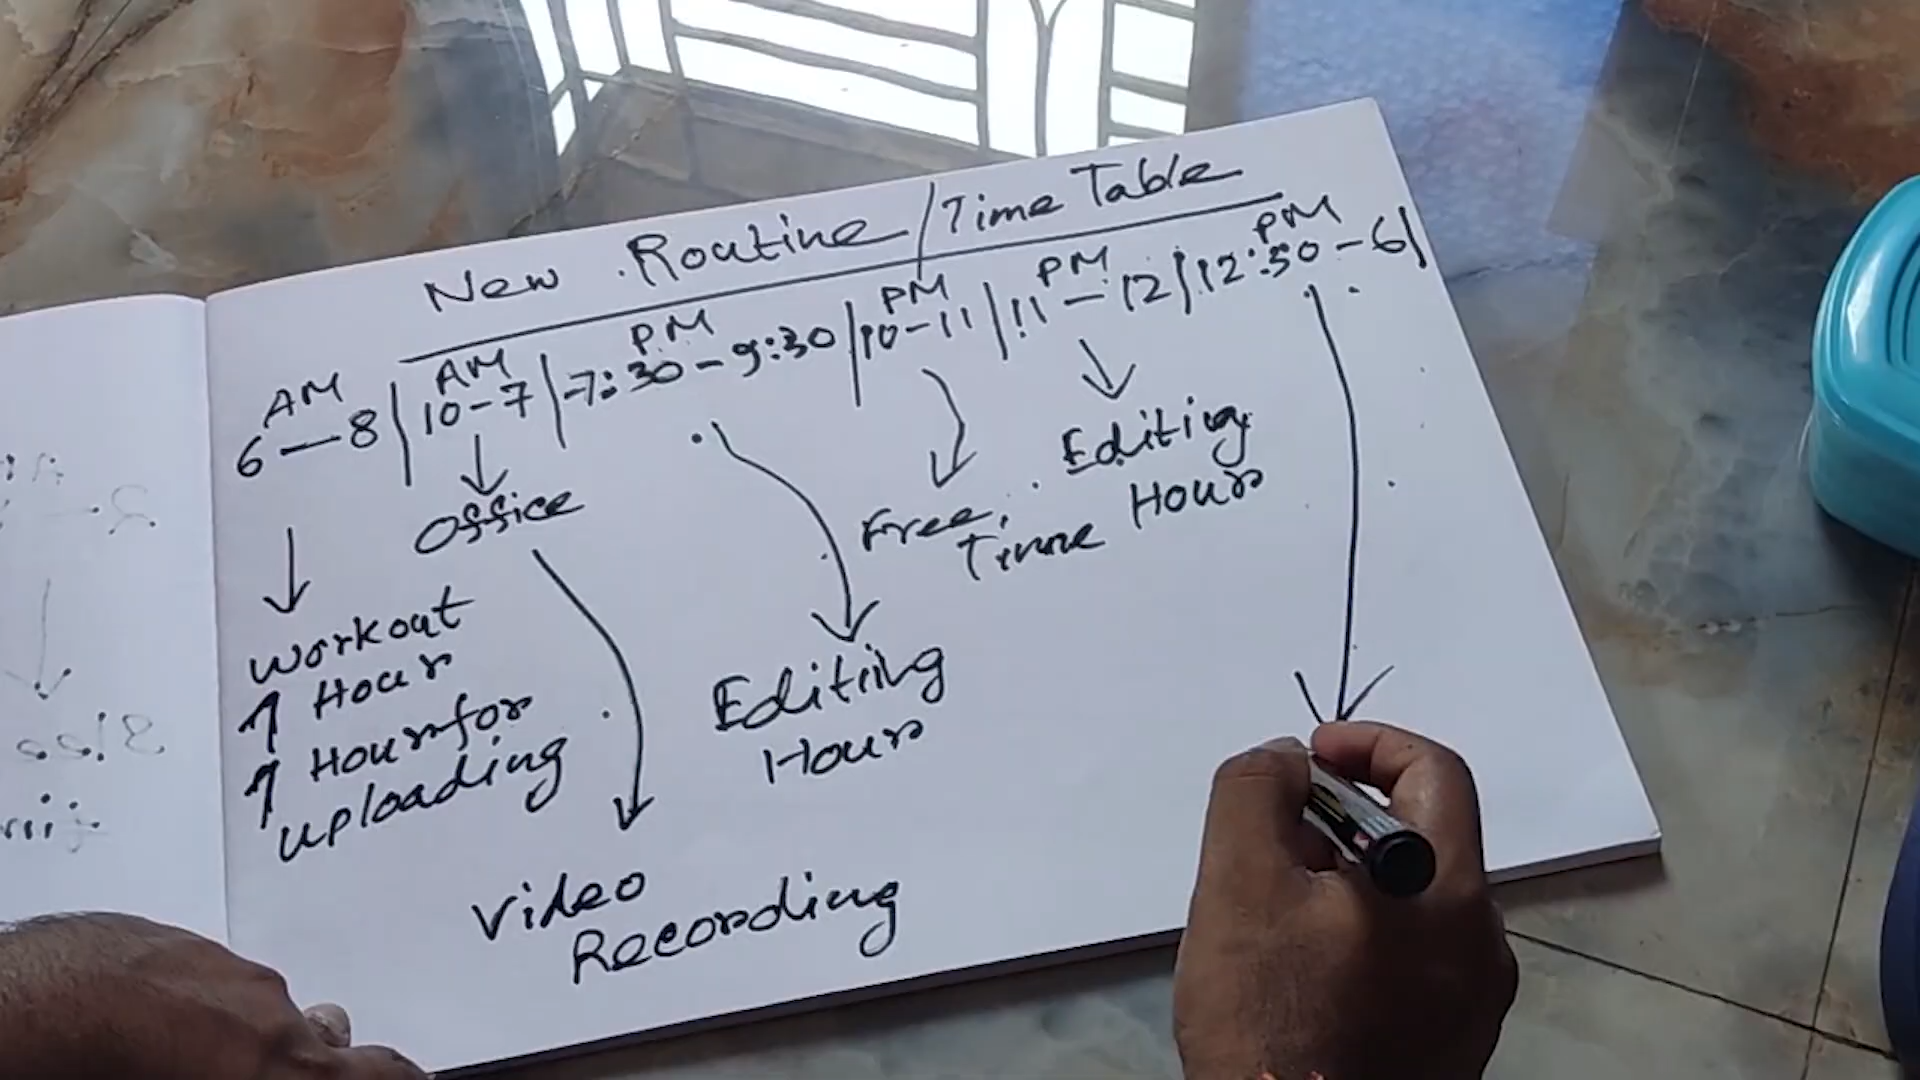 New Routine/Time Table
AM AM PM PM PM PM
6-8|10-7|7:30-9:30|10-11|11-12|12:30-6|
Office
Workout
1 Hour
1 Hour for
uploading
Video
Recording
Editing
Hour
Free
Time
Editing
Hour